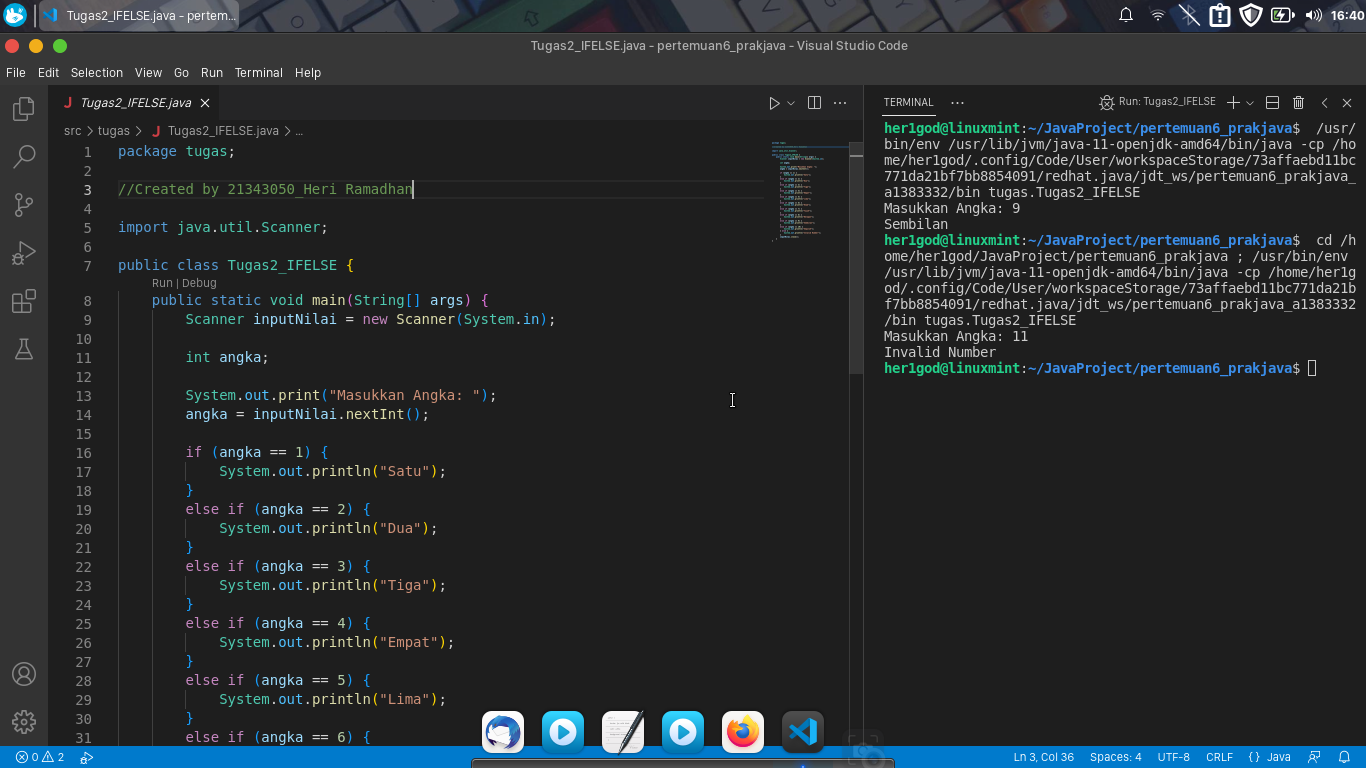 Tugas2_IFELSE.java - pertem...
16:40
Tugas2_IFELSE.java - pertemuan6_prakjava - Visual Studio Code
File Edit Selection View Go Run Terminal Help
J Tugas2_IFELSE.java
src > tugas > J Tugas2_IFELSE.java > ...
1 package tugas;
2
3 //Created by 21343050_Heri Ramadhan
4
5 import java.util.Scanner;
6
7 public class Tugas2_IFELSE {
Run | Debug
8 public static void main(String[] args) {
9 Scanner inputNilai = new Scanner(System.in);
10
11 int angka;
12
13 System.out.print("Masukkan Angka: ");
14 angka = inputNilai.nextInt();
15
16 if (angka == 1) {
17 System.out.println("Satu");
18 }
19 else if (angka == 2) {
20 System.out.println("Dua");
21 }
22 else if (angka == 3) {
23 System.out.println("Tiga");
24 }
25 else if (angka == 4) {
26 System.out.println("Empat");
27 }
28 else if (angka == 5) {
29 System.out.println("Lima");
30 }
31 else if (angka == 6) {
TERMINAL ... Run: Tugas2_IFELSE
her1god@linuxmint:~/JavaProject/pertemuan6_prakjava$ /usr/
bin/env /usr/lib/jvm/java-11-openjdk-amd64/bin/java -cp /ho
me/her1god/.config/Code/User/workspaceStorage/73affaebd11bc
771da21bf7bb8854091/redhat.java/jdt_ws/pertemuan6_prakjava_
a1383332/bin tugas.Tugas2_IFELSE
Masukkan Angka: 9
Sembilan
her1god@linuxmint:~/JavaProject/pertemuan6_prakjava$ cd /h
ome/her1god/JavaProject/pertemuan6_prakjava ; /usr/bin/env
/usr/lib/jvm/java-11-openjdk-amd64/bin/java -cp /home/her1g
od/.config/Code/User/workspaceStorage/73affaebd11bc771da21b
f7bb8854091/redhat.java/jdt_ws/pertemuan6_prakjava_a1383332
/bin tugas.Tugas2_IFELSE
Masukkan Angka: 11
Invalid Number
her1god@linuxmint:~/JavaProject/pertemuan6_prakjava$
0 2
Ln 3, Col 36 Spaces: 4 UTF-8 CRLF { } Java